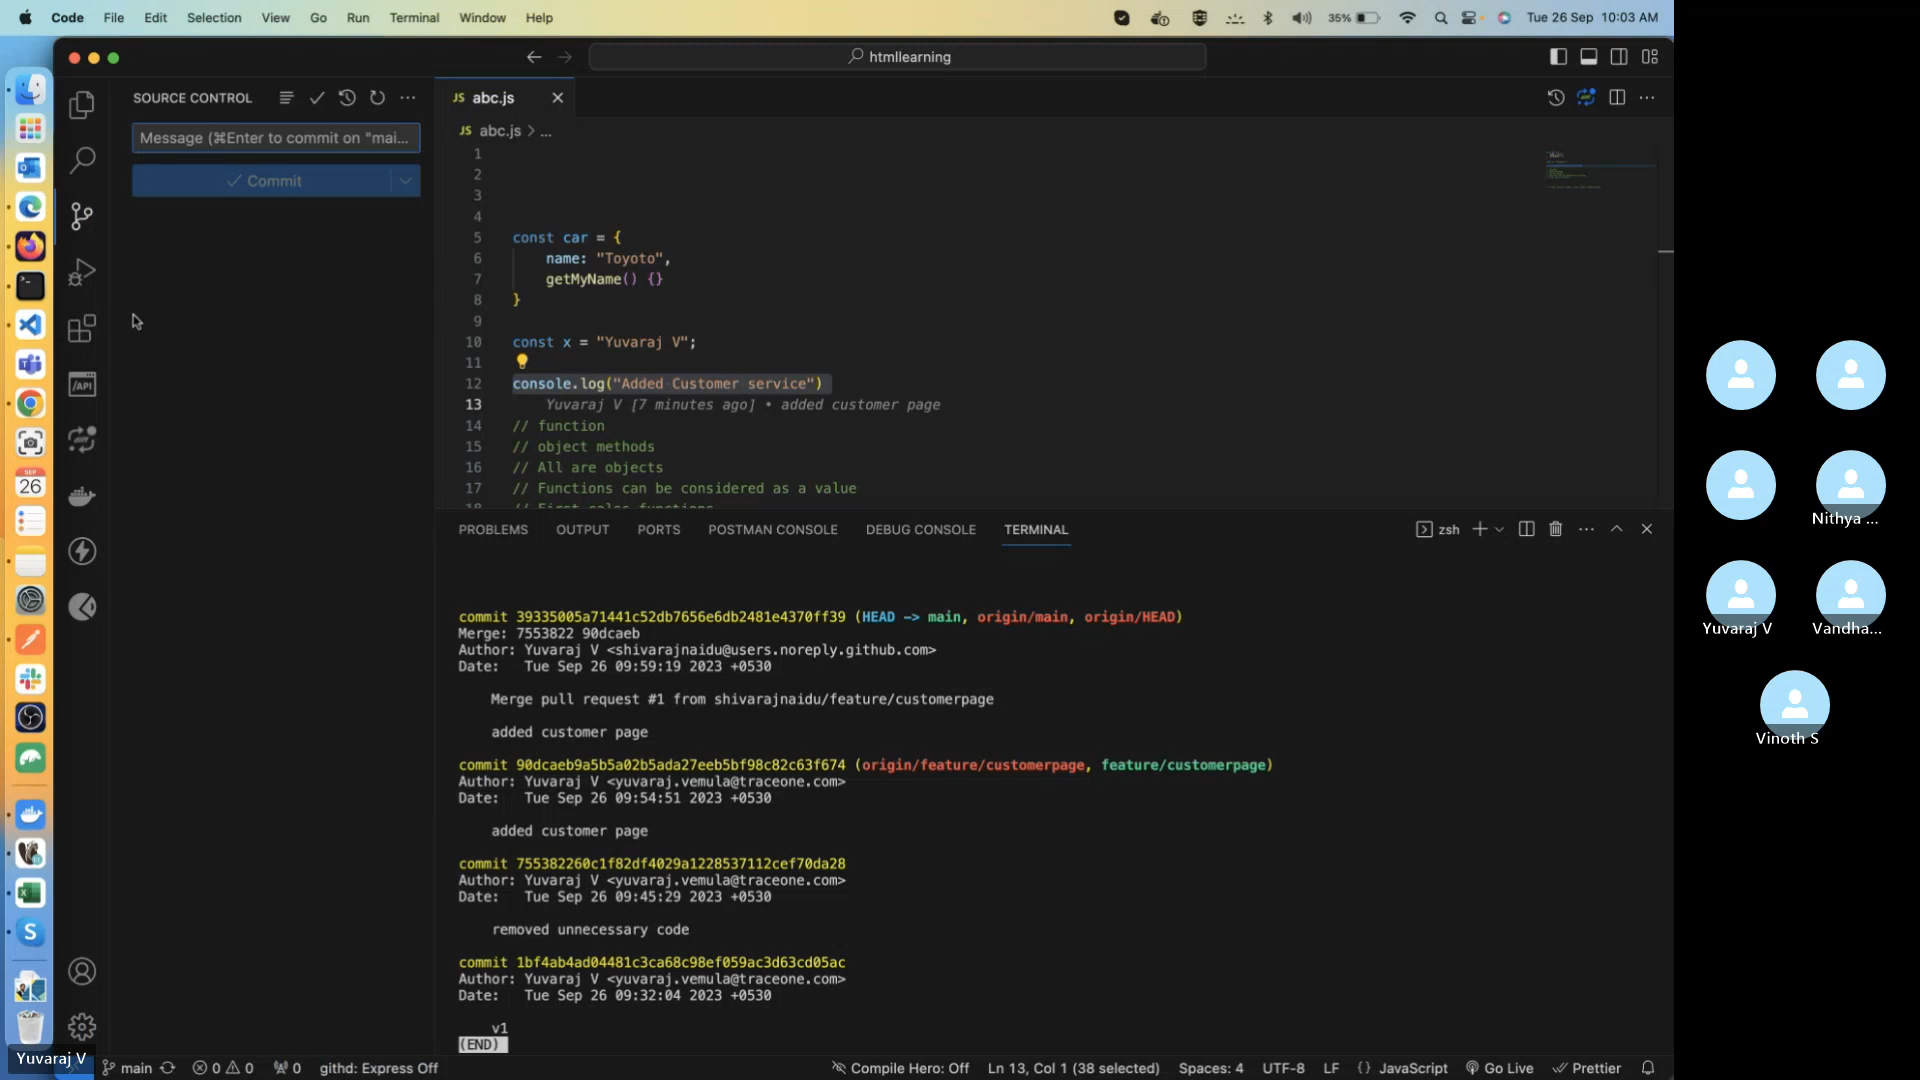 Code File Edit Selection View Go Run Terminal Window Help
35% Tue 26 Sep 10:03 AM
htmllearning
SOURCE CONTROL
Message (⌘Enter to commit on "mai...
Commit
JS abc.js
JS abc.js > ...
1
2
3
4
5 const car = {
6 name: "Toyoto",
7 getMyName() {}
8 }
9
10 const x = "Yuvaraj V";
11
12 console.log("Added Customer service")
13 Yuvaraj V [7 minutes ago] • added customer page
14 // function
15 // object methods
16 // All are objects
17 // Functions can be considered as a value
PROBLEMS OUTPUT PORTS POSTMAN CONSOLE DEBUG CONSOLE TERMINAL
zsh
commit 39335005a71441c52db7656e6db2481e4370ff39 (HEAD -> main, origin/main, origin/HEAD)
Merge: 7553822 90dcaeb
Author: Yuvaraj V <shivarajnaidu@users.noreply.github.com>
Date: Tue Sep 26 09:59:19 2023 +0530
Merge pull request #1 from shivarajnaidu/feature/customerpage
added customer page
commit 90dcaeb9a5b5a02b5ada27eeb5bf98c82c63f674 (origin/feature/customerpage, feature/customerpage)
Author: Yuvaraj V <yuvaraj.vemula@traceone.com>
Date: Tue Sep 26 09:54:51 2023 +0530
added customer page
commit 755382260c1f82df4029a1228537112cef70da28
Author: Yuvaraj V <yuvaraj.vemula@traceone.com>
Date: Tue Sep 26 09:45:29 2023 +0530
removed unnecessary code
commit 1bf4ab4ad04481c3ca68c98ef059ac3d63cd05ac
Author: Yuvaraj V <yuvaraj.vemula@traceone.com>
Date: Tue Sep 26 09:32:04 2023 +0530
v1
(END)
main 0 0 0 githd: Express Off
Compile Hero: Off Ln 13, Col 1 (38 selected) Spaces: 4 UTF-8 LF {} JavaScript Go Live Prettier
/API
SEP
26
Yuvaraj V
Nithya ...
Yuvaraj V
Vandha...
Vinoth S